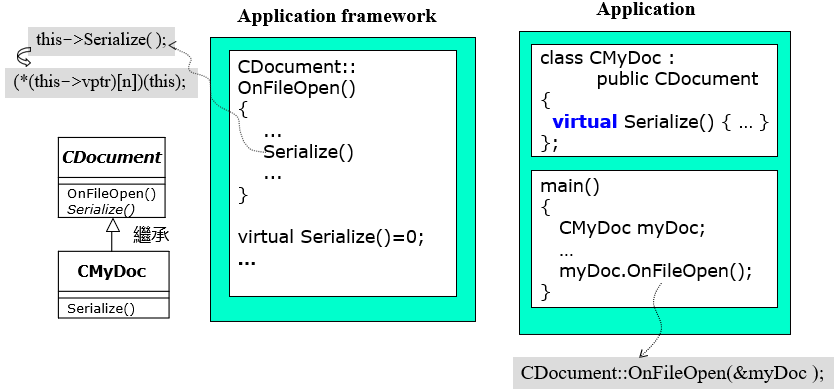 Application framework
Application
this->Serialize( );
(*(this->vptr)[n])(this);
CDocument::
OnFileOpen()
{
...
Serialize()
...
}
virtual Serialize()=0;
...
class CMyDoc :
public CDocument
{
virtual Serialize() { ... }
};
main()
{
CMyDoc myDoc;
...
myDoc.OnFileOpen();
}
CDocument
OnFileOpen()
Serialize()
繼承
CMyDoc
Serialize()
CDocument::OnFileOpen(&myDoc );